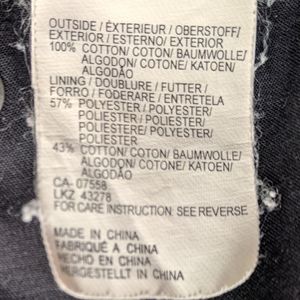 OUTSIDE / ÉXTERIEUR / OBERSTOFF/
EXTERIOR / ESTERNO/ EXTERIOR
100% COTTON/ COTON/ BAUMWOLLE/
ALGODON/ COTONE/ KATOEN/
ALGODÃO
LINING / DOUBLURE / FUTTER /
FORRO / FODERARE / ENTRETELA
57% POLYESTER / POLYESTER/
POLYESTER/ POLIESTER/
POLIESTERE/ POLYESTER/
POLIESTER
43% COTTON/ COTON/ BAUMWOLLE/
ALGODON/ COTONE/ KATOEN/
ALGODÃO
CA- 07558
LKZ 43278
FOR CARE INSTRUCTION: SEE REVERSE
MADE IN CHINA
FABRIQUÉ A CHINA
HECHO EN CHINA
HERGESTELLT IN CHINA